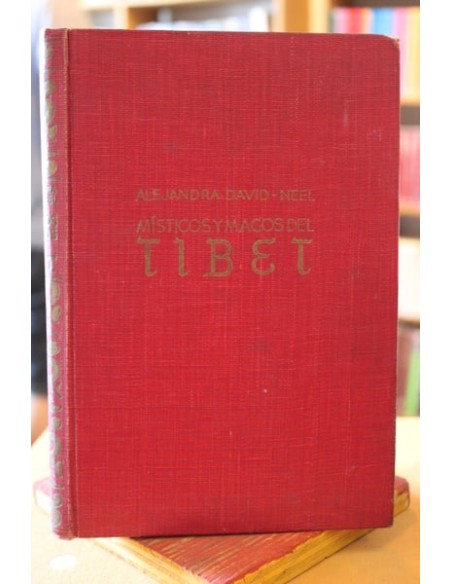 ALEJANDRA DAVID-NEEL
MÍSTICOS Y MAGOS DEL
TIBET